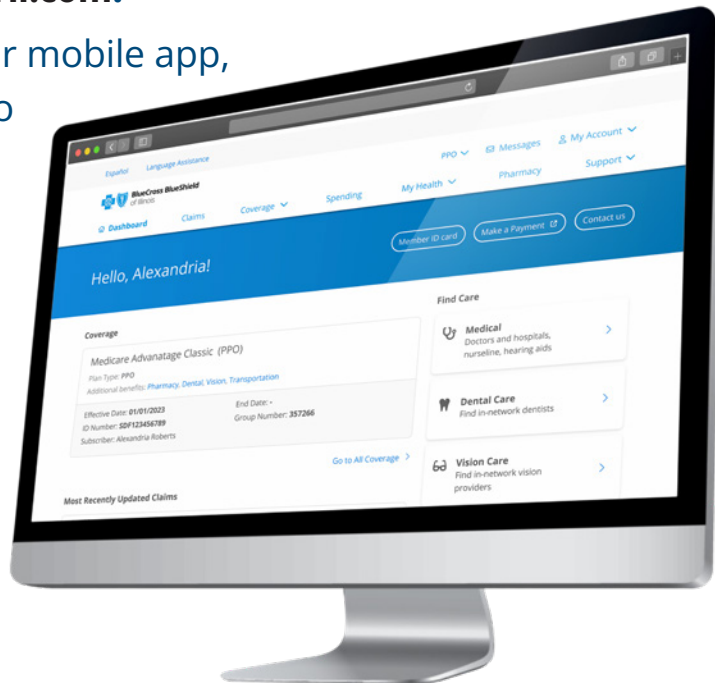 r mobile app,
Español Language Assistance
PPO Messages My Account
BlueCross BlueShield
of Illinois
Dashboard Claims Coverage Spending My Health Pharmacy Support
Hello, Alexandria!
Member ID card Make a Payment Contact us
Coverage
Medicare Advanatage Classic (PPO)
Plan Type: PPO
Additional benefits: Pharmacy, Dental, Vision, Transportation
Effective Date: 01/01/2023 End Date: -
ID Number: SDF123456789 Group Number: 357266
Subscriber: Alexandria Roberts
Go to All Coverage
Most Recently Updated Claims
Find Care
Medical
Doctors and hospitals,
nurseline, hearing aids
Dental Care
Find in-network dentists
Vision Care
Find in-network vision
providers